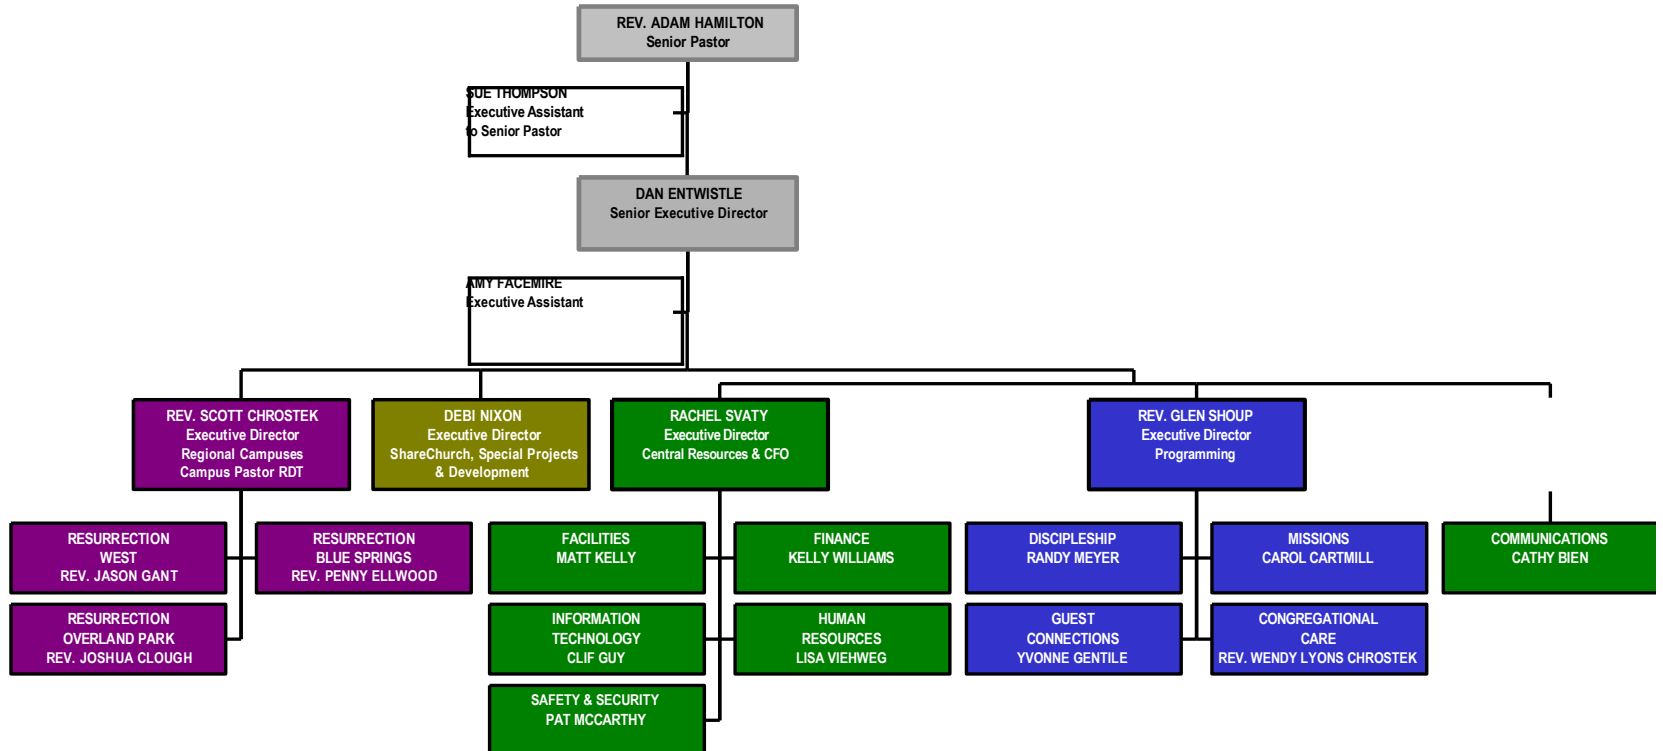 REV. ADAM HAMILTON
Senior Pastor
SUE THOMPSON
Executive Assistant
to Senior Pastor
DAN ENTWISTLE
Senior Executive Director
AMY FACEMIRE
Executive Assistant
REV. SCOTT CHROSTEK
Executive Director
Regional Campuses
Campus Pastor RDT
DEBI NIXON
Executive Director
ShareChurch, Special Projects
& Development
RACHEL SVATY
Executive Director
Central Resources & CFO
REV. GLEN SHOUP
Executive Director
Programming
RESURRECTION
WEST
REV. JASON GANT
RESURRECTION
BLUE SPRINGS
REV. PENNY ELLWOOD
FACILITIES
MATT KELLY
FINANCE
KELLY WILLIAMS
DISCIPLESHIP
RANDY MEYER
MISSIONS
CAROL CARTMILL
COMMUNICATIONS
CATHY BIEN
RESURRECTION
OVERLAND PARK
REV. JOSHUA CLOUGH
INFORMATION
TECHNOLOGY
CLIF GUY
HUMAN
RESOURCES
LISA VIEHWEG
GUEST
CONNECTIONS
YVONNE GENTILE
CONGREGATIONAL
CARE
REV. WENDY LYONS CHROSTEK
SAFETY & SECURITY
PAT MCCARTHY